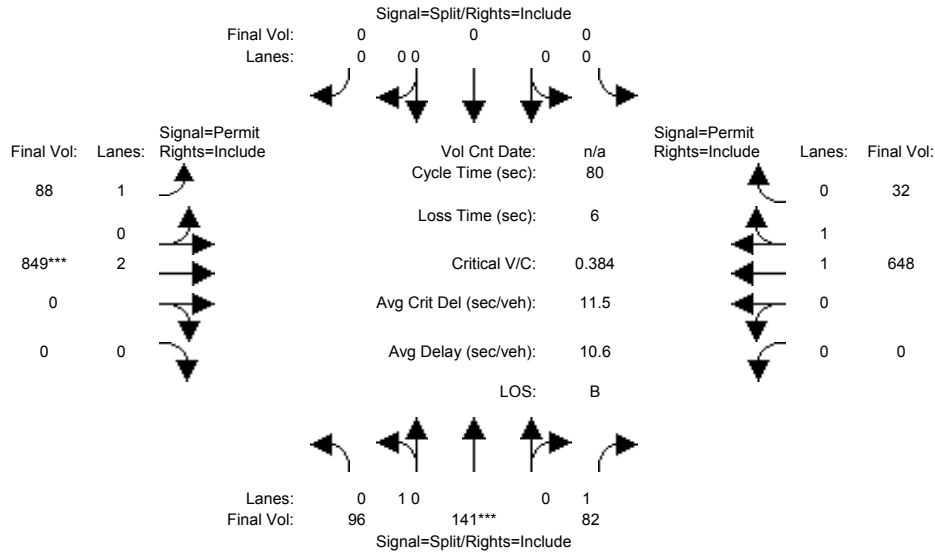 Signal=Split/Rights=Include
Final Vol: 0 0 0
Lanes: 0 0 0 0 0
Signal=Permit
Final Vol: Lanes: Rights=Include
Vol Cnt Date: n/a
Signal=Permit
Rights=Include Lanes: Final Vol:
Cycle Time (sec): 80
88 1
0 32
Loss Time (sec): 6
0
1
849*** 2
Critical V/C: 0.384
1 648
0
Avg Crit Del (sec/veh): 11.5
0
0 0
Avg Delay (sec/veh): 10.6
0 0
LOS: B
Lanes: 0 1 0 0 1
Final Vol: 96 141*** 82
Signal=Split/Rights=Include